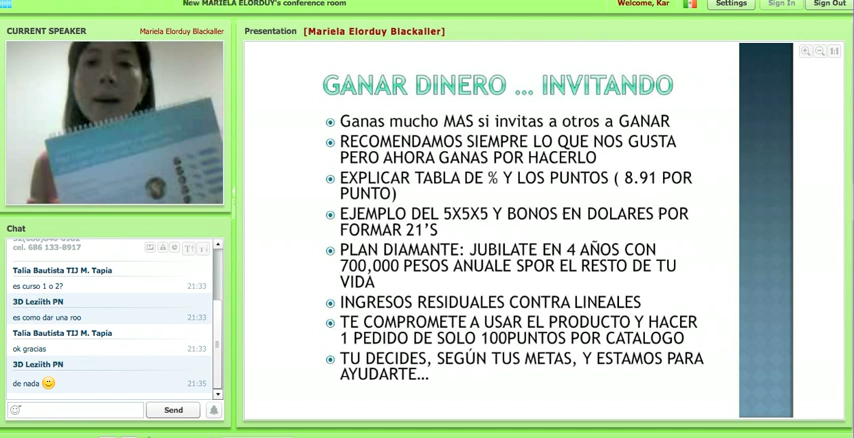 New MARIELA ELORDUY's conference room
Welcome, Kar
Settings
Sign In
Sign Out
CURRENT SPEAKER
Mariela Elorduy Blackaller
Presentation [Mariela Elorduy Blackaller]
1:1
GANAR DINERO ... INVITANDO
Ganas mucho MAS si invitas a otros a GANAR
RECOMENDAMOS SIEMPRE LO QUE NOS GUSTA
PERO AHORA GANAS POR HACERLO
EXPLICAR TABLA DE % Y LOS PUNTOS ( 8.91 POR
PUNTO)
EJEMPLO DEL 5X5X5 Y BONOS EN DOLARES POR
FORMAR 21'S
PLAN DIAMANTE: JUBILATE EN 4 AÑOS CON
700,000 PESOS ANUALE SPOR EL RESTO DE TU
VIDA
INGRESOS RESIDUALES CONTRA LINEALES
TE COMPROMETE A USAR EL PRODUCTO Y HACER
1 PEDIDO DE SOLO 100PUNTOS POR CATALOGO
TU DECIDES, SEGÚN TUS METAS, Y ESTAMOS PARA
AYUDARTE...
Chat
cel. 686 133-8917
Talia Bautista TIJ M. Tapia
es curso 1 o 2? 21:33
3D Leziith PN
es como dar una roo 21:33
Talia Bautista TIJ M. Tapia
ok gracias 21:33
3D Leziith PN
de nada 21:35
Send